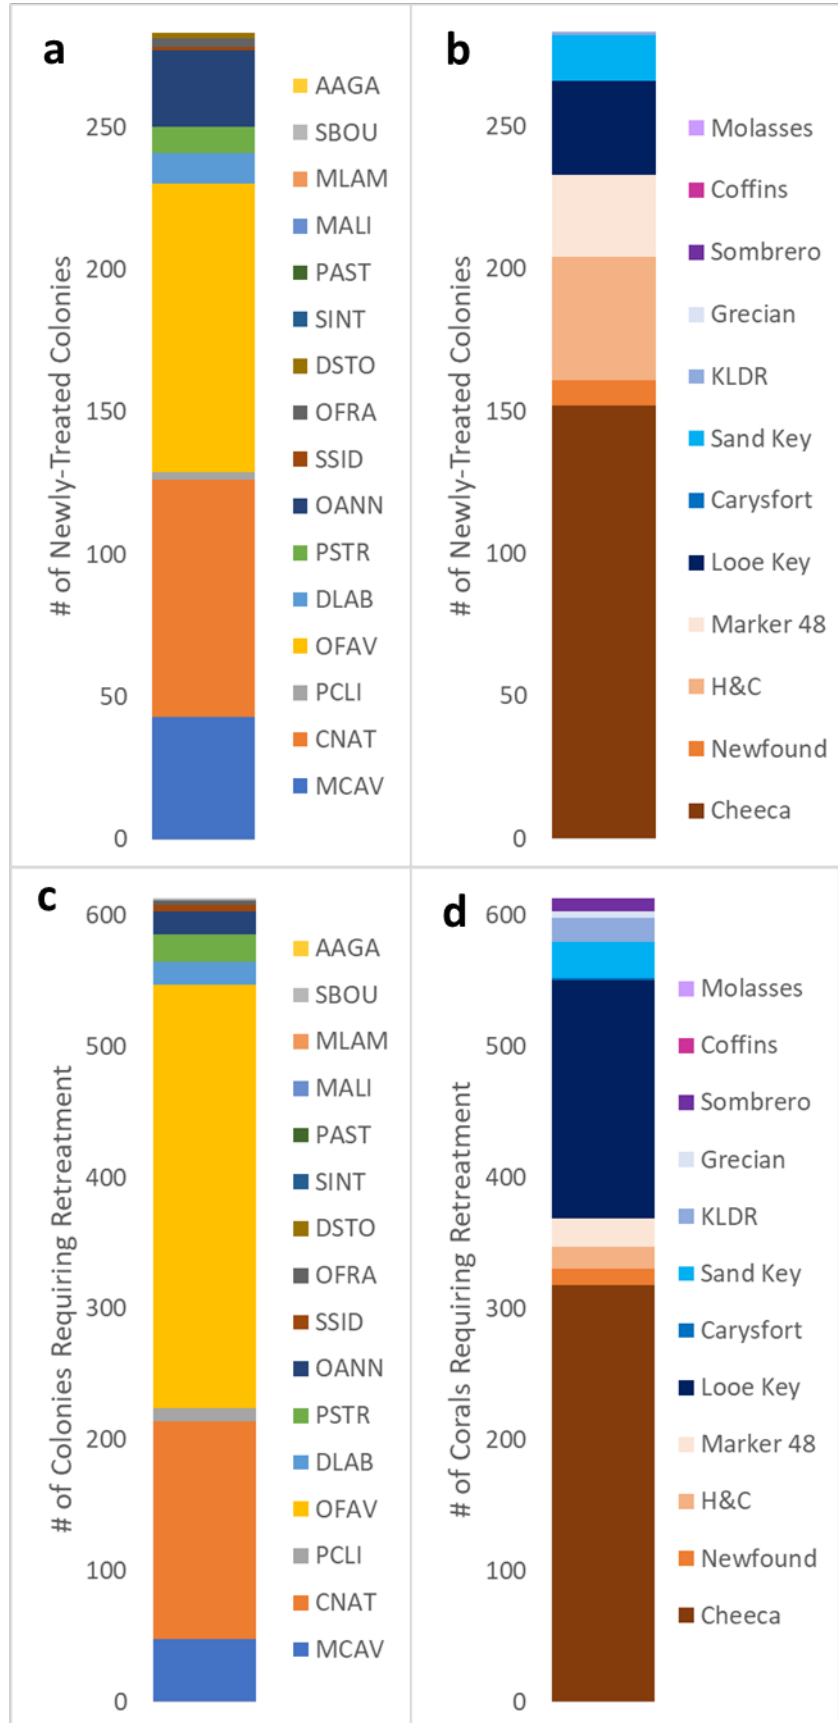 a
# of Newly-Treated Colonies
250
200
150
100
50
0
AAGA
SBOU
MLAM
MALI
PAST
SINT
DSTO
OFRA
SSID
OANN
PSTR
DLAB
OFAV
PCLI
CNAT
MCAV
b
# of Newly-Treated Colonies
250
200
150
100
50
0
Molasses
Coffins
Sombrero
Grecian
KLDR
Sand Key
Carysfort
Looe Key
Marker 48
H&C
Newfound
Cheeca
c
# of Colonies Requiring Retreatment
600
500
400
300
200
100
0
AAGA
SBOU
MLAM
MALI
PAST
SINT
DSTO
OFRA
SSID
OANN
PSTR
DLAB
OFAV
PCLI
CNAT
MCAV
d
# of Corals Requiring Retreatment
600
500
400
300
200
100
0
Molasses
Coffins
Sombrero
Grecian
KLDR
Sand Key
Carysfort
Looe Key
Marker 48
H&C
Newfound
Cheeca